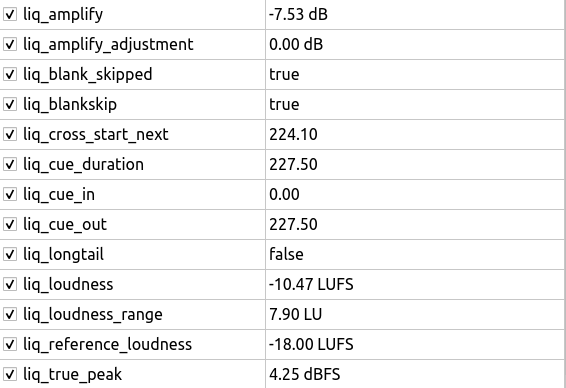 liq_amplify -7.53 dB
liq_amplify_adjustment 0.00 dB
liq_blank_skipped true
liq_blankskip true
liq_cross_start_next 224.10
liq_cue_duration 227.50
liq_cue_in 0.00
liq_cue_out 227.50
liq_longtail false
liq_loudness -10.47 LUFS
liq_loudness_range 7.90 LU
liq_reference_loudness -18.00 LUFS
liq_true_peak 4.25 dBFS